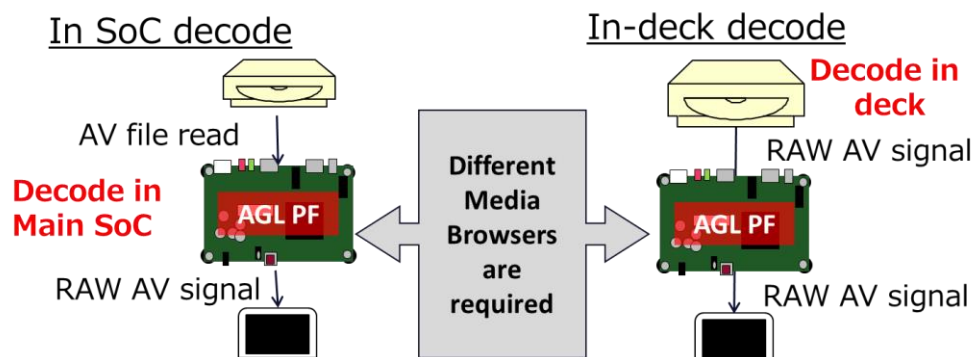 In SoC decode
AV file read
Decode in
Main SoC
AGL PF
RAW AV signal
Different
Media
Browsers
are
required
In-deck decode
Decode in
deck
RAW AV signal
AGL PF
RAW AV signal